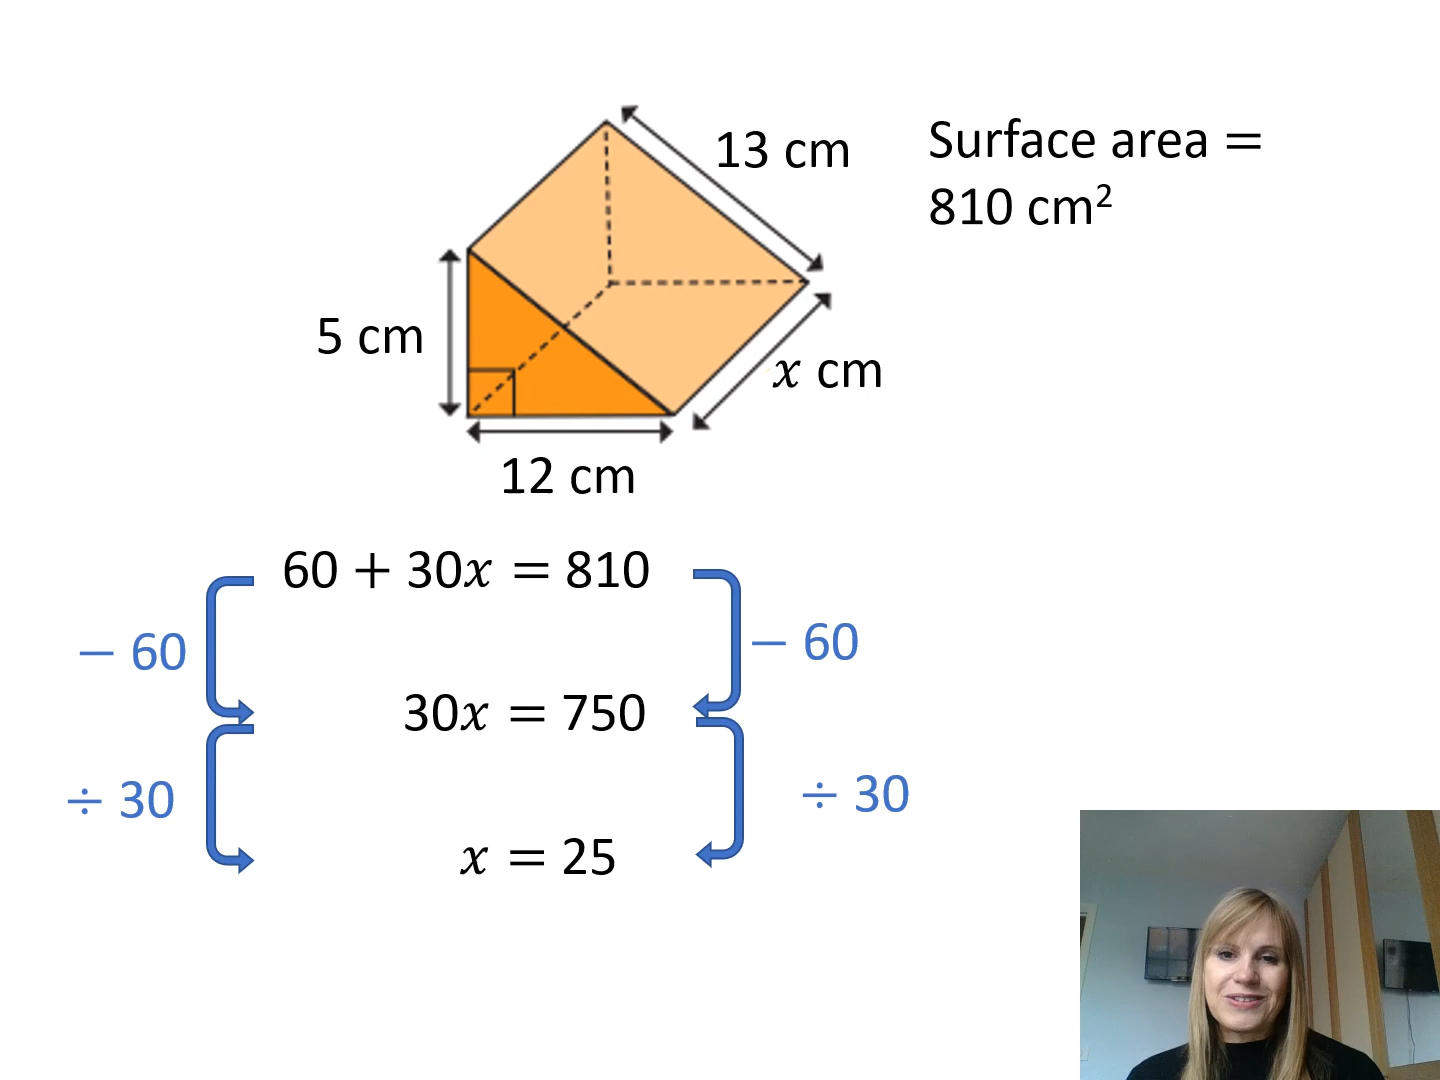 13 cm
Surface area =
810 cm²
5 cm
x cm
12 cm
60 + 30x = 810
− 60
− 60
30x = 750
÷ 30
÷ 30
x = 25